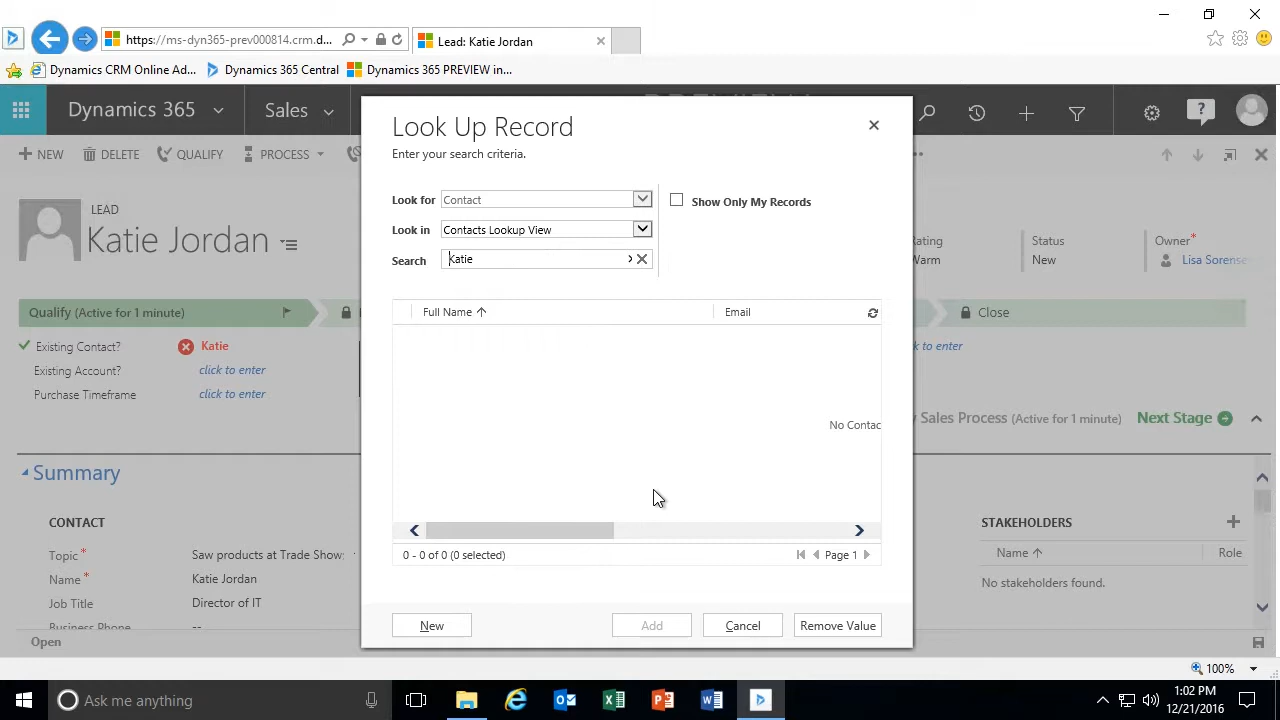 https://ms-dyn365-prev000814.crm.d...
Lead: Katie Jordan
Dynamics CRM Online Ad...
Dynamics 365 Central
Dynamics 365 PREVIEW in...
Dynamics 365
Sales
NEW
DELETE
QUALIFY
PROCESS
LEAD
Katie Jordan
Warm
Status
New
Owner*
Lisa Sorense
Qualify (Active for 1 minute)
Close
Existing Contact?
Katie
Existing Account?
click to enter
Purchase Timeframe
click to enter
ck to enter
Sales Process (Active for 1 minute)
Next Stage
Summary
CONTACT
Topic*
Saw products at Trade Show:
Name*
Katie Jordan
Job Title
Director of IT
Business Phone
--
Open
STAKEHOLDERS
Name
Role
No stakeholders found.
Look Up Record
Enter your search criteria.
Look for
Contact
Look in
Contacts Lookup View
Search
Katie
Show Only My Records
Full Name
Email
No Contac
0 - 0 of 0 (0 selected)
Page 1
New
Add
Cancel
Remove Value
100%
Ask me anything
1:02 PM
12/21/2016